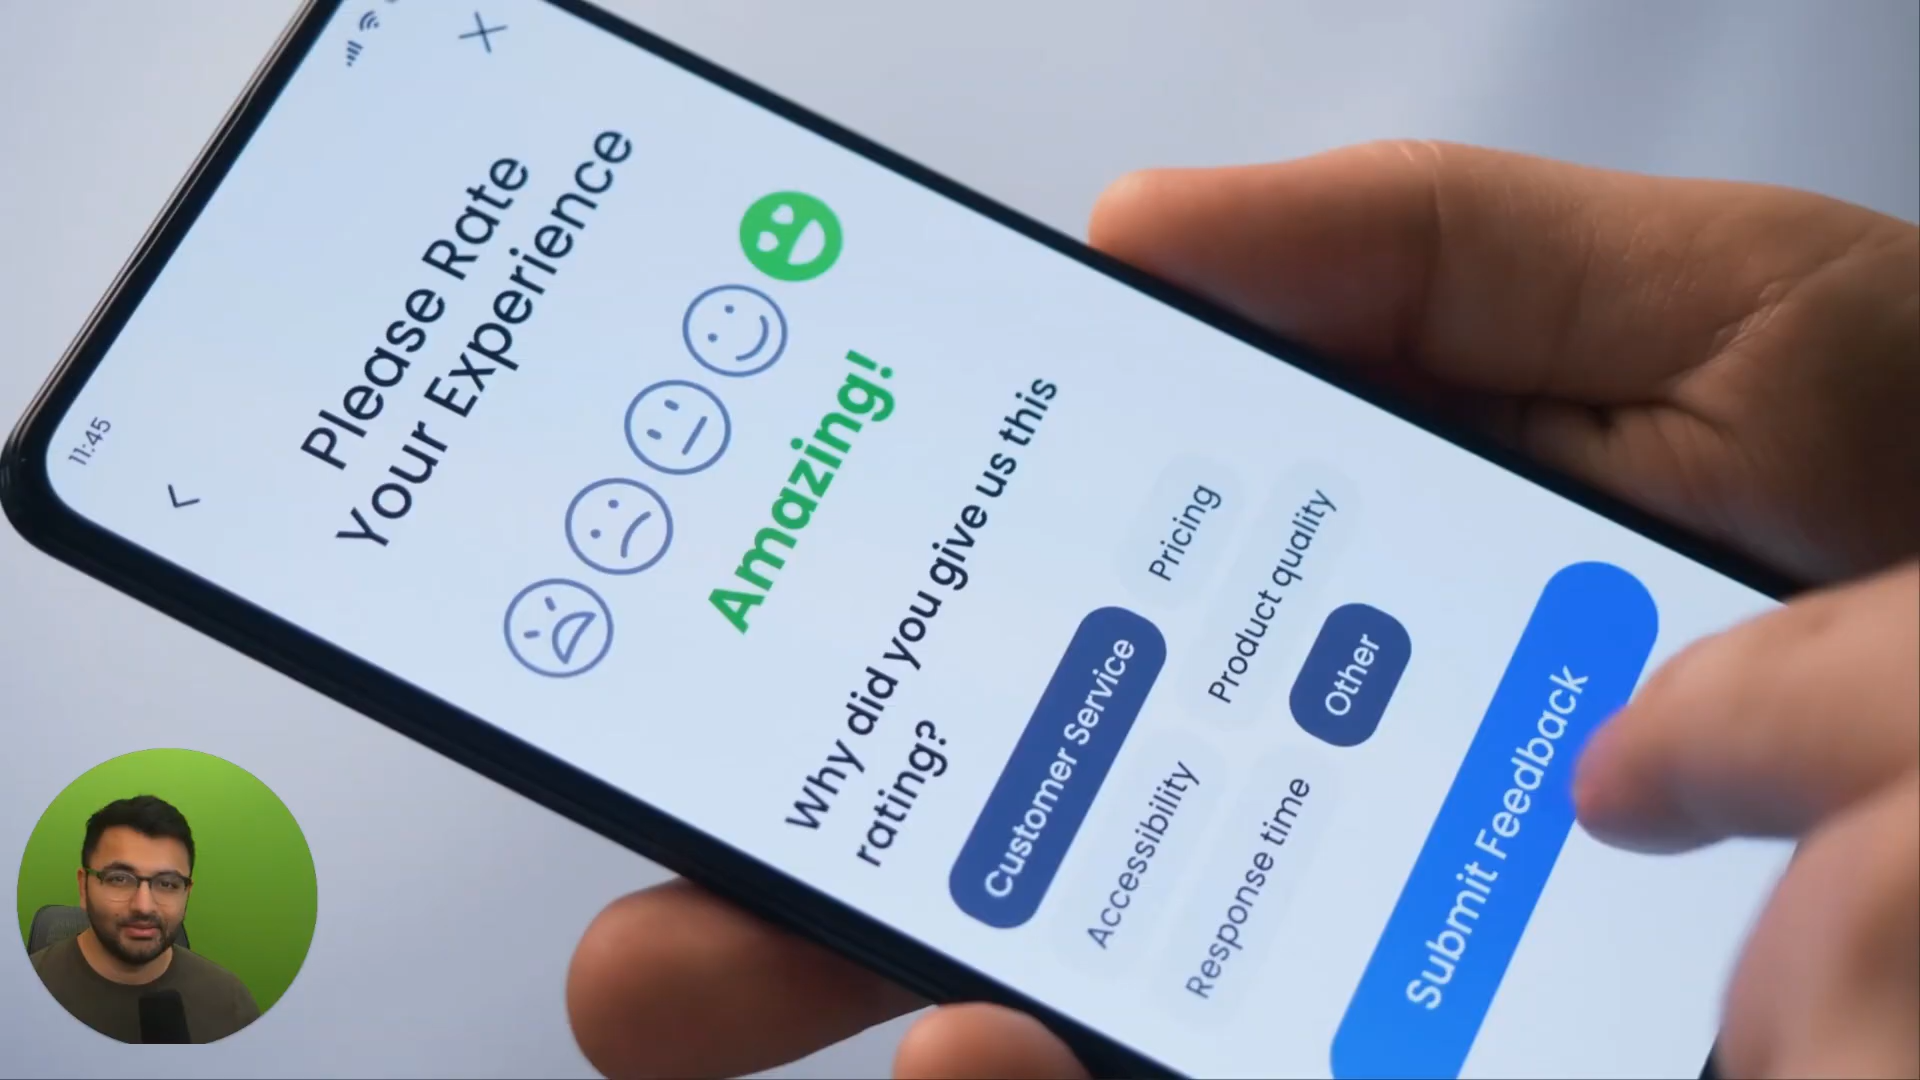 11:45
Please Rate
Your Experience
Amazing!
Why did you give us this
rating?
Customer Service
Pricing
Accessibility
Product quality
Response time
Other
Submit Feedback